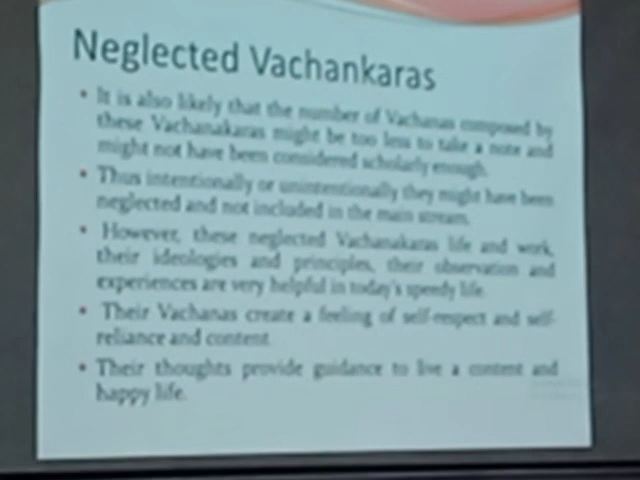 Neglected Vachankaras
• It is also likely that the number of Vachanas composed by
these Vachanakaras might be too less to take a note and
might not have been considered scholarly enough.
• Thus intentionally or unintentionally they might have been
neglected and not included in the main stream.
• However, these neglected Vachanakaras life and work,
their ideologies and principles, their observation and
experiences are very helpful in today's speedy life.
• Their Vachanas create a feeling of self-respect and self-
reliance and content.
• Their thoughts provide guidance to live a content and
happy life.